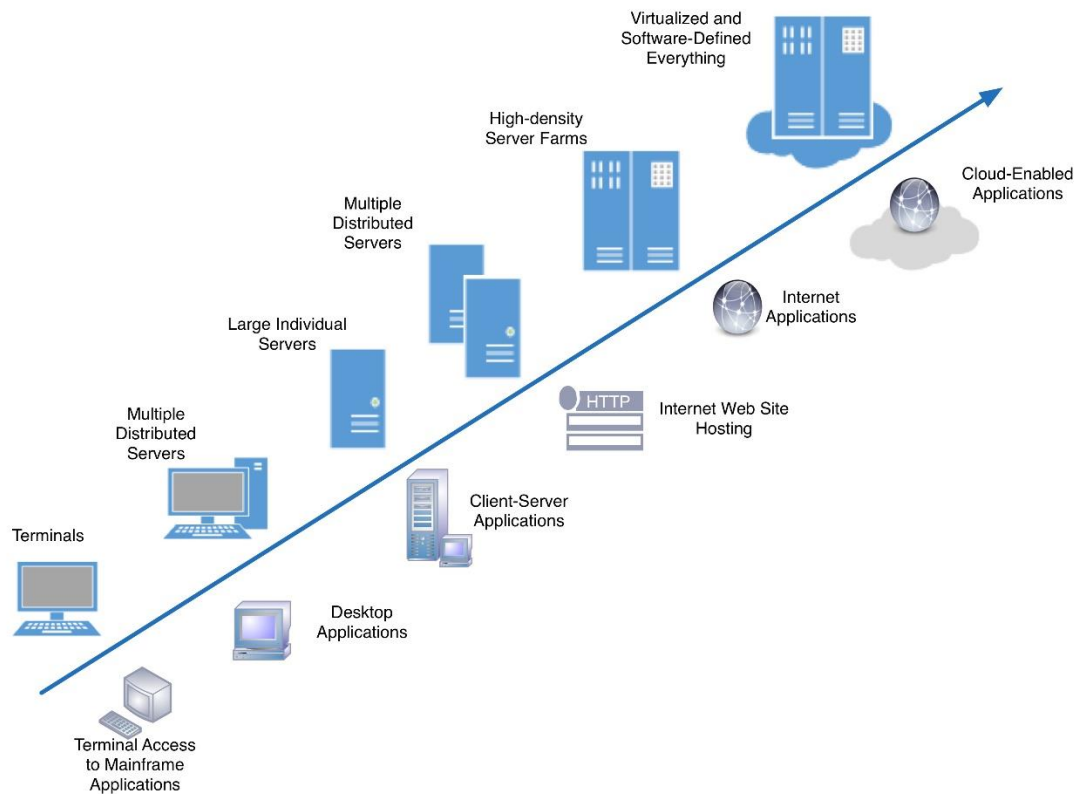 Virtualized and
Software-Defined
Everything
High-density
Server Farms
Cloud-Enabled
Applications
Multiple
Distributed
Servers
Internet
Applications
Large Individual
Servers
HTTP
Internet Web Site
Hosting
Multiple
Distributed
Servers
Client-Server
Applications
Terminals
Desktop
Applications
Terminal Access
to Mainframe
Applications